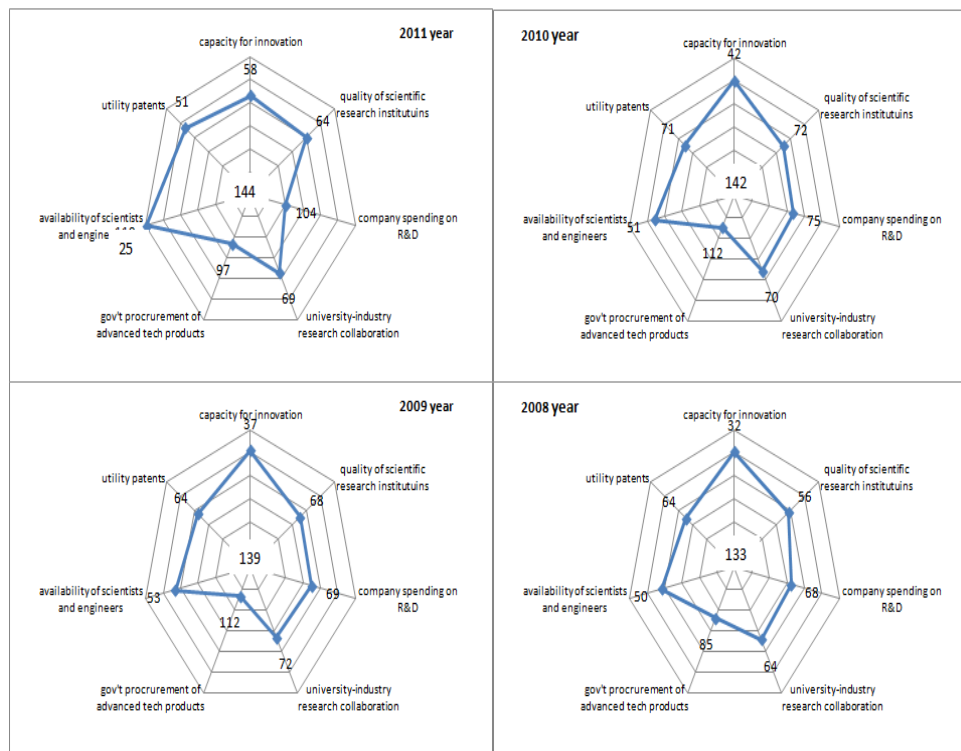 2011 year
capacity for innovation
58
quality of scientific
research instituтuins
64
company spending on
R&D
104
university-industry
research collaboration
69
gov't procurement of
advanced tech products
97
availability of scientists
and engine
25
utility patents
51
144
2010 year
capacity for innovation
42
quality of scientific
research institutuins
72
company spending on
R&D
75
university-industry
research collaboration
70
gov't procrurement of
advanced tech products
112
availability of scientists
and engineers
51
utility patents
71
142
2009 year
capacity for innovation
37
quality of scientific
research institutuins
68
company spending on
R&D
69
university-industry
research collaboration
72
gov't procrurement of
advanced tech products
112
availability of scientists
and engineers
53
utility patents
64
139
2008 year
capacity for innovation
32
quality of scientific
research institutuins
56
company spending on
R&D
68
university-industry
research collaboration
64
gov't procrurement of
advanced tech products
85
availability of scientists
and engineers
50
utility patents
64
133